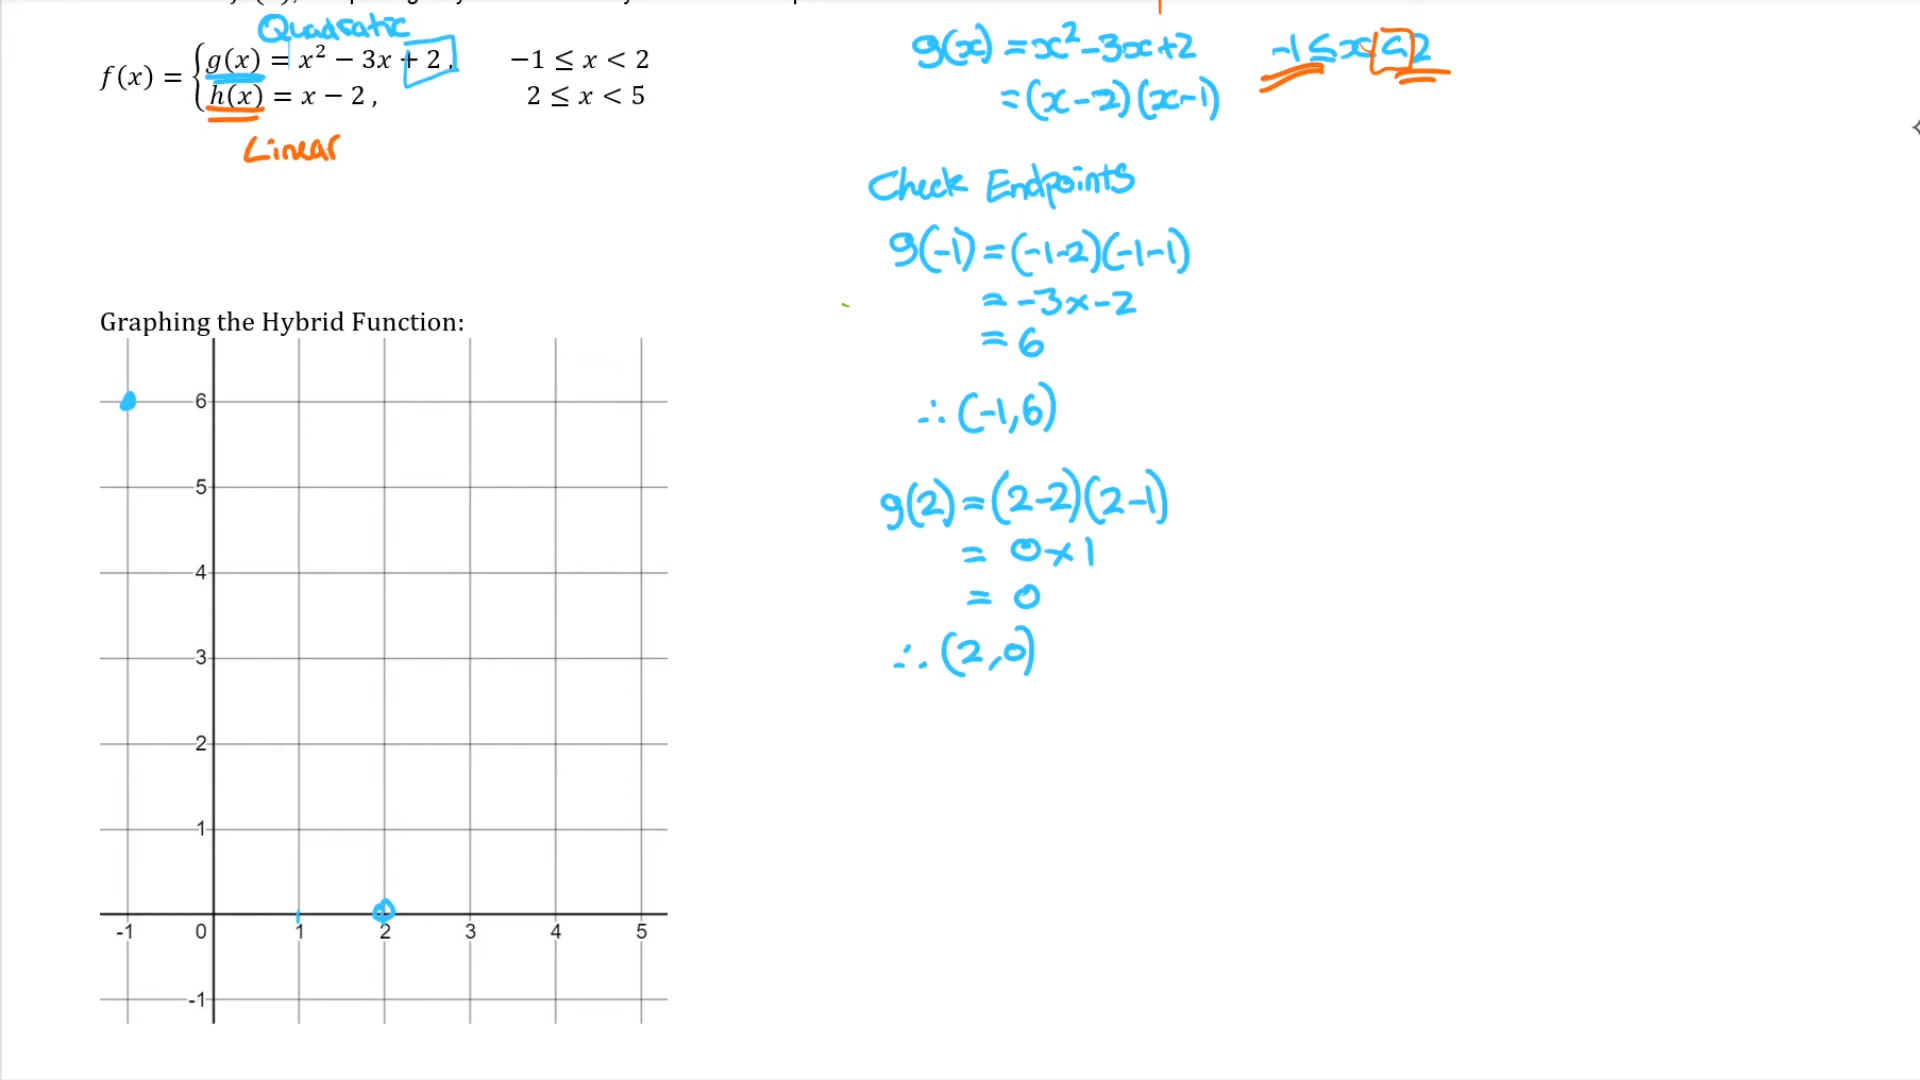 Quadratic
f(x) = { g(x) = x² − 3x + 2 ,    −1 ≤ x < 2
h(x) = x − 2 ,    2 ≤ x < 5
Linear
Graphing the Hybrid Function:
6
5
4
3
2
1
-1 0 1 2 3 4 5
-1
g(x) = x² - 3x + 2    -1 ≤ x < 2
= (x - 2)(x - 1)
Check Endpoints
g(-1) = (-1-2)(-1-1)
= -3 x -2
= 6
∴ (-1,6)
g(2) = (2-2)(2-1)
= 0 x 1
= 0
∴ (2,0)